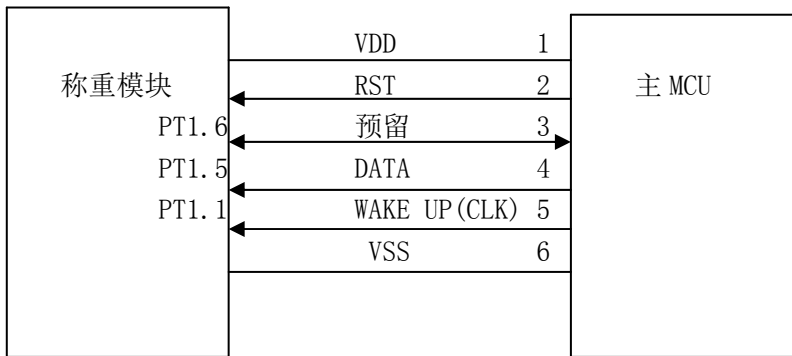 VDD 1
称重模块 RST 2 主 MCU
PT1.6 预留 3
PT1.5 DATA 4
PT1.1 WAKE UP(CLK) 5
VSS 6